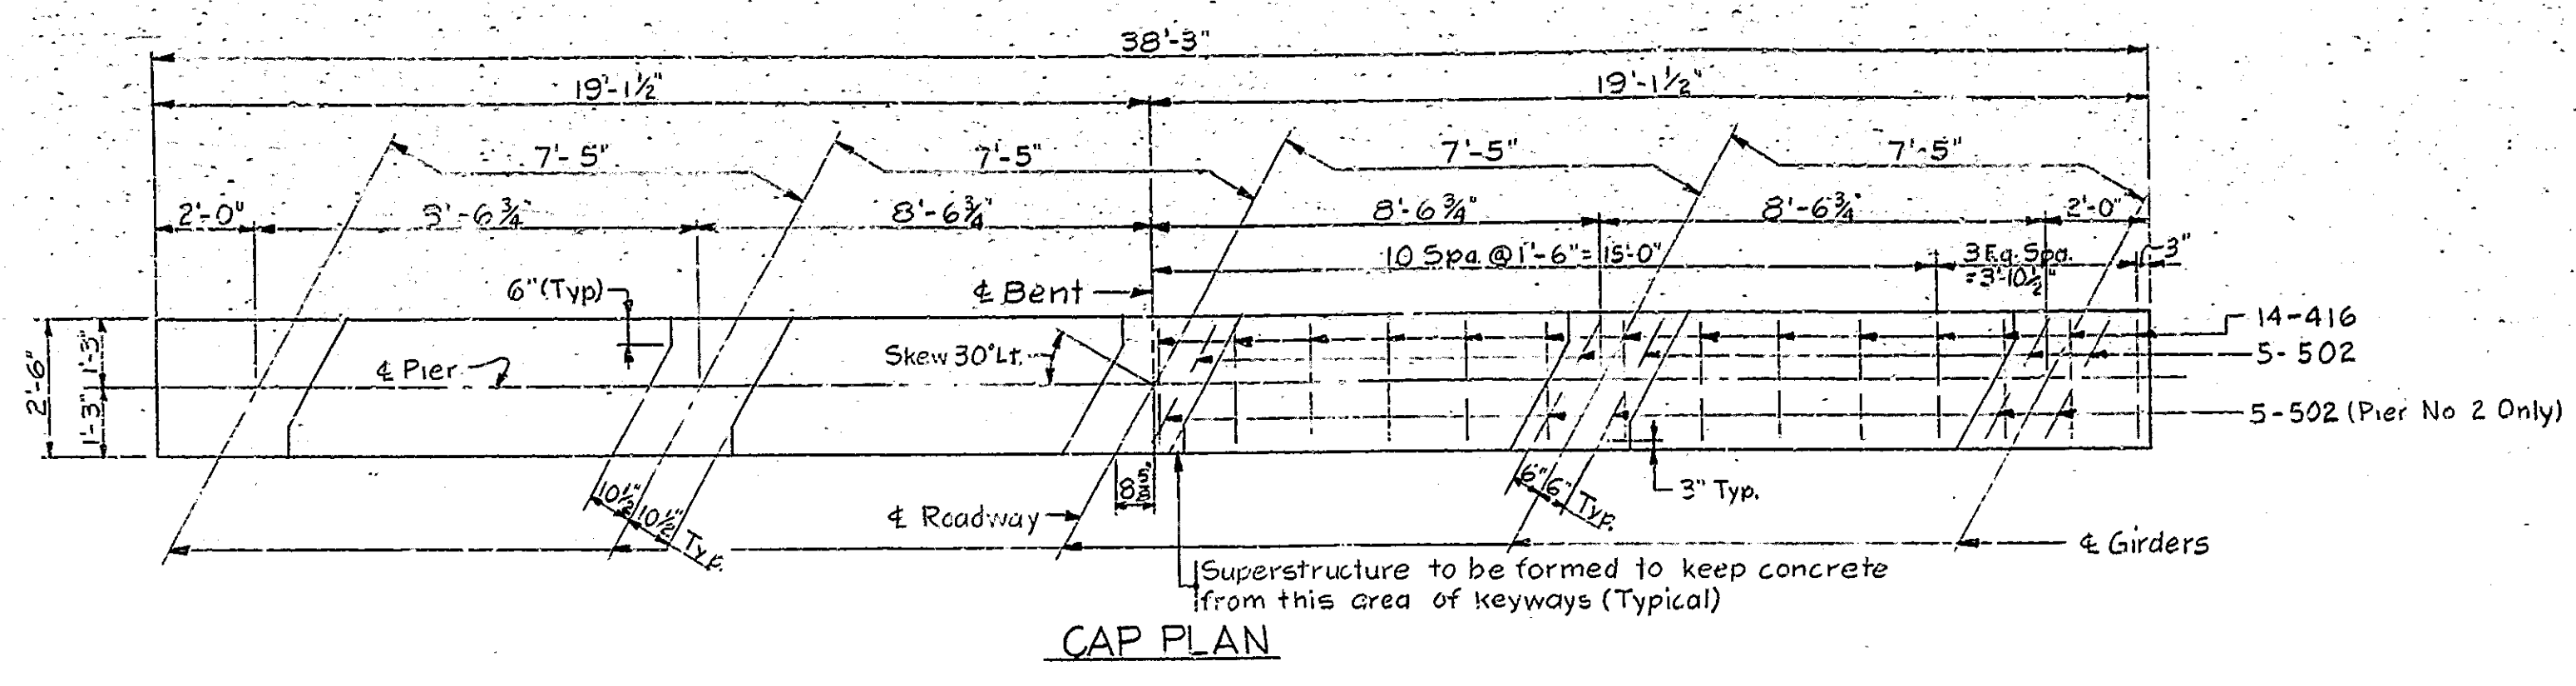 38'-3"
19'-1½"
19'-1½"
7'-5"
7'-5"
7'-5"
7'-5"
2'-0"
8'-6¾"
8'-6¾"
8'-6¾"
8'-6¾"
2'-0"
10 Spa. @ 1'-6" = 15'-0"
3 Eq. Spa.
= 3'-10½"
3"
6" (Typ)
℄ Bent
14-416
5-502
5-502 (Pier No 2 Only)
2'-6"
1'-3"
1'-3"
℄ Pier
Skew 30° Lt.
10½"
10½"
Typ.
8⅝"
6"
6"
Typ.
3" Typ.
℄ Roadway
℄ Girders
Superstructure to be formed to keep concrete
from this area of keyways (Typical)
CAP PLAN